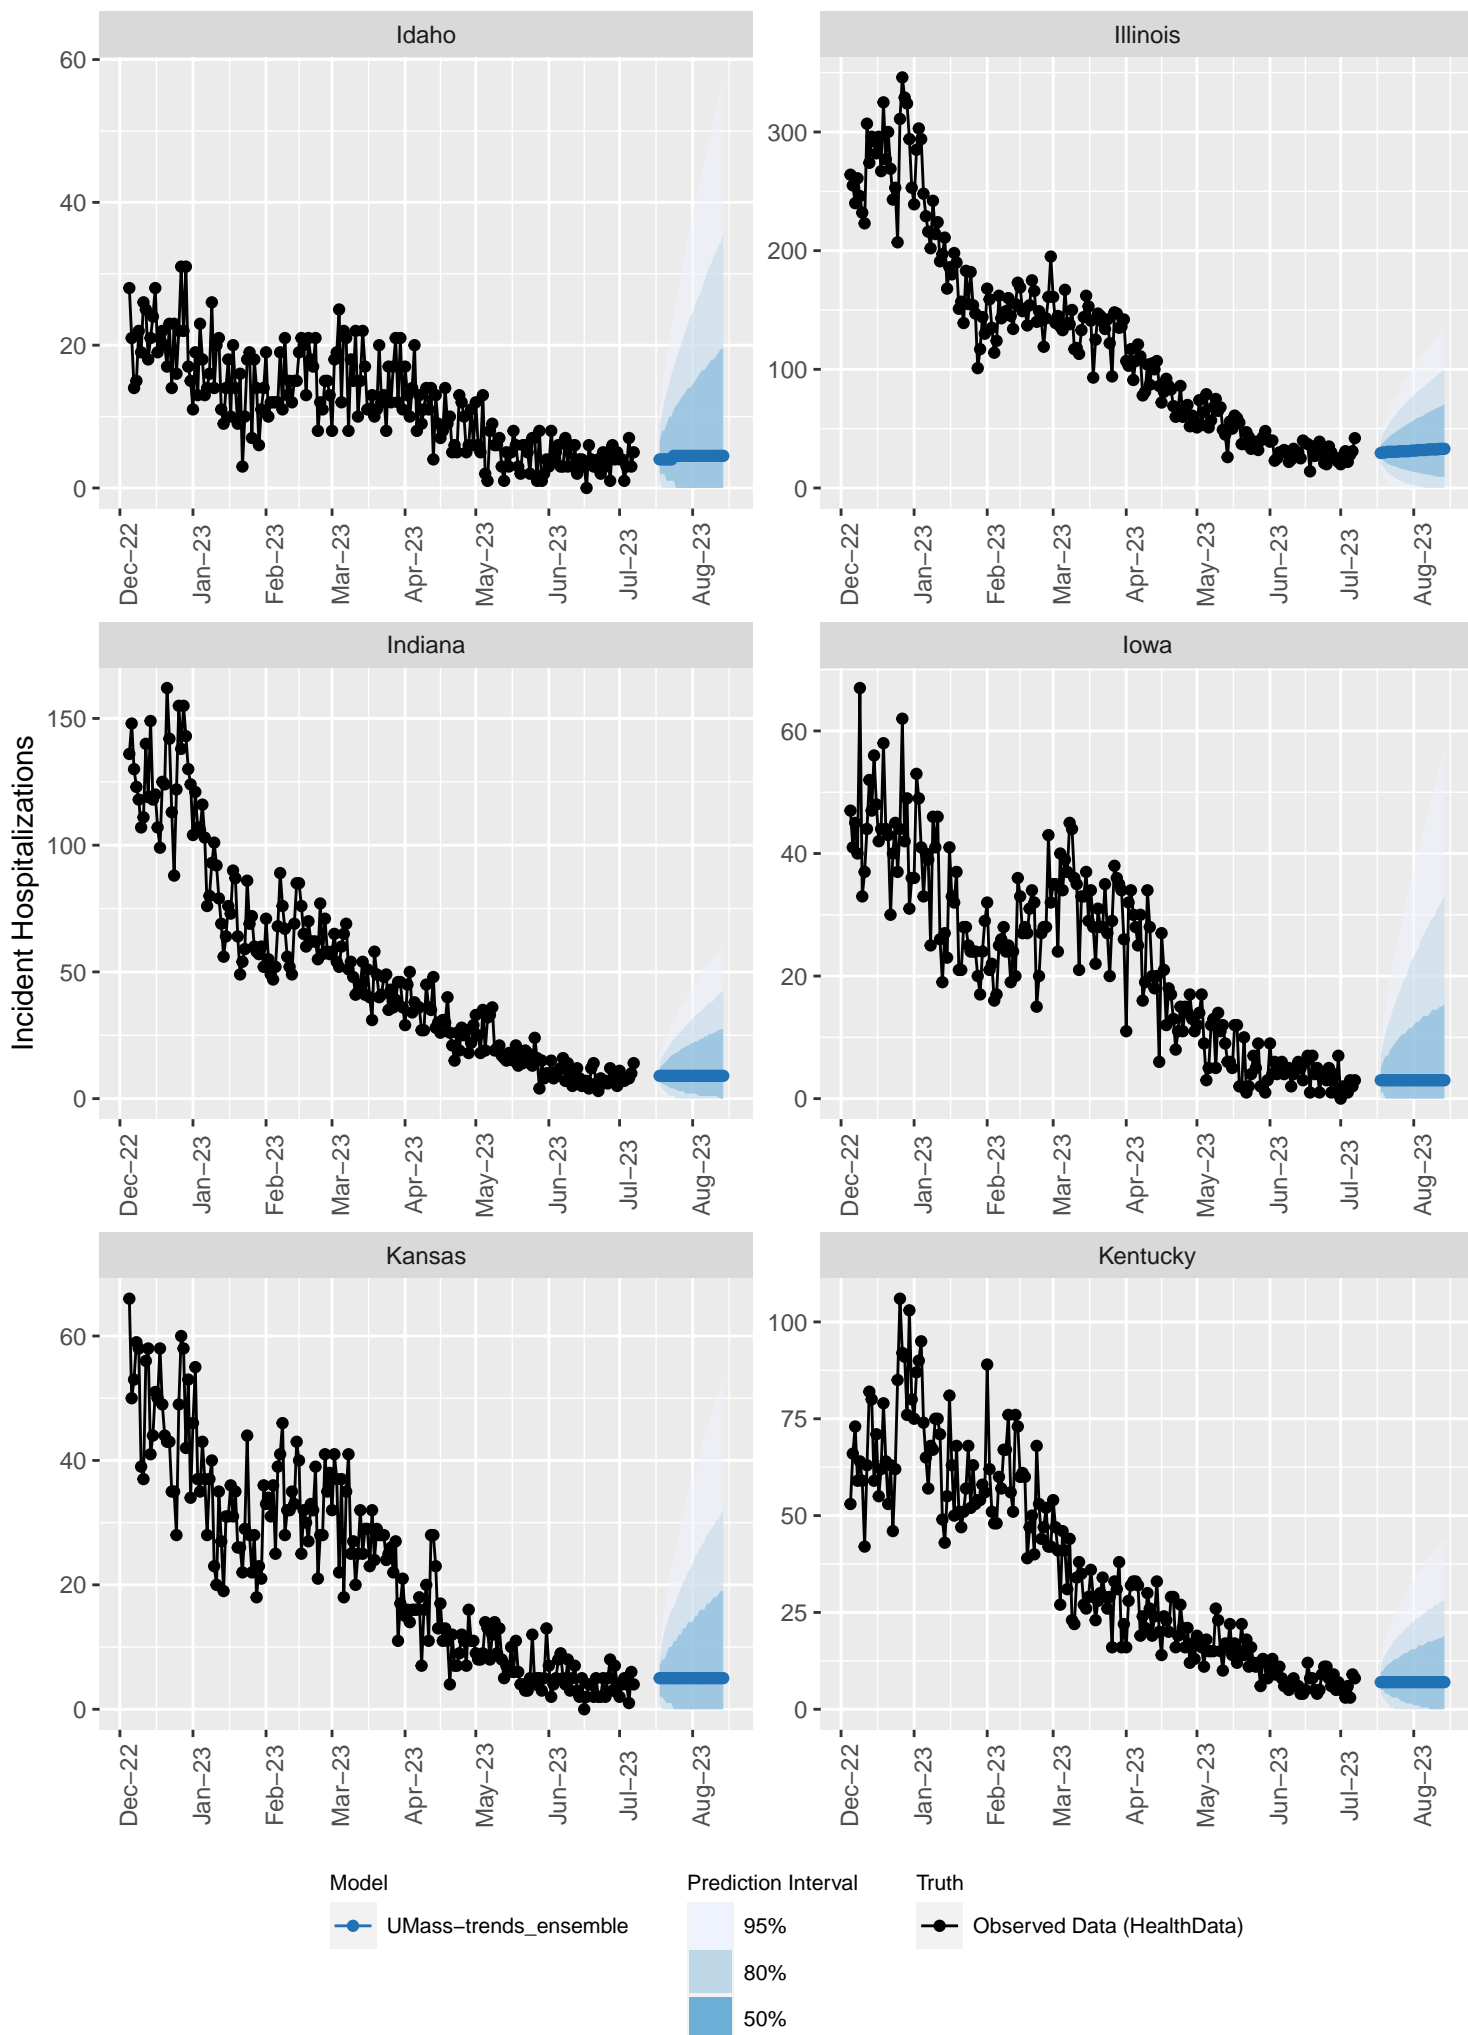 Idaho
Illinois
60
40
20
0
300
200
100
0
Dec−22
Jan−23
Feb−23
Mar−23
Apr−23
May−23
Jun−23
Jul−23
Aug−23
Dec−22
Jan−23
Feb−23
Mar−23
Apr−23
May−23
Jun−23
Jul−23
Aug−23
Indiana
Iowa
Incident Hospitalizations
150
100
50
0
60
40
20
0
Dec−22
Jan−23
Feb−23
Mar−23
Apr−23
May−23
Jun−23
Jul−23
Aug−23
Dec−22
Jan−23
Feb−23
Mar−23
Apr−23
May−23
Jun−23
Jul−23
Aug−23
Kansas
Kentucky
60
40
20
0
100
75
50
25
0
Dec−22
Jan−23
Feb−23
Mar−23
Apr−23
May−23
Jun−23
Jul−23
Aug−23
Dec−22
Jan−23
Feb−23
Mar−23
Apr−23
May−23
Jun−23
Jul−23
Aug−23
Model
UMass−trends_ensemble
Prediction Interval
95%
80%
50%
Truth
Observed Data (HealthData)